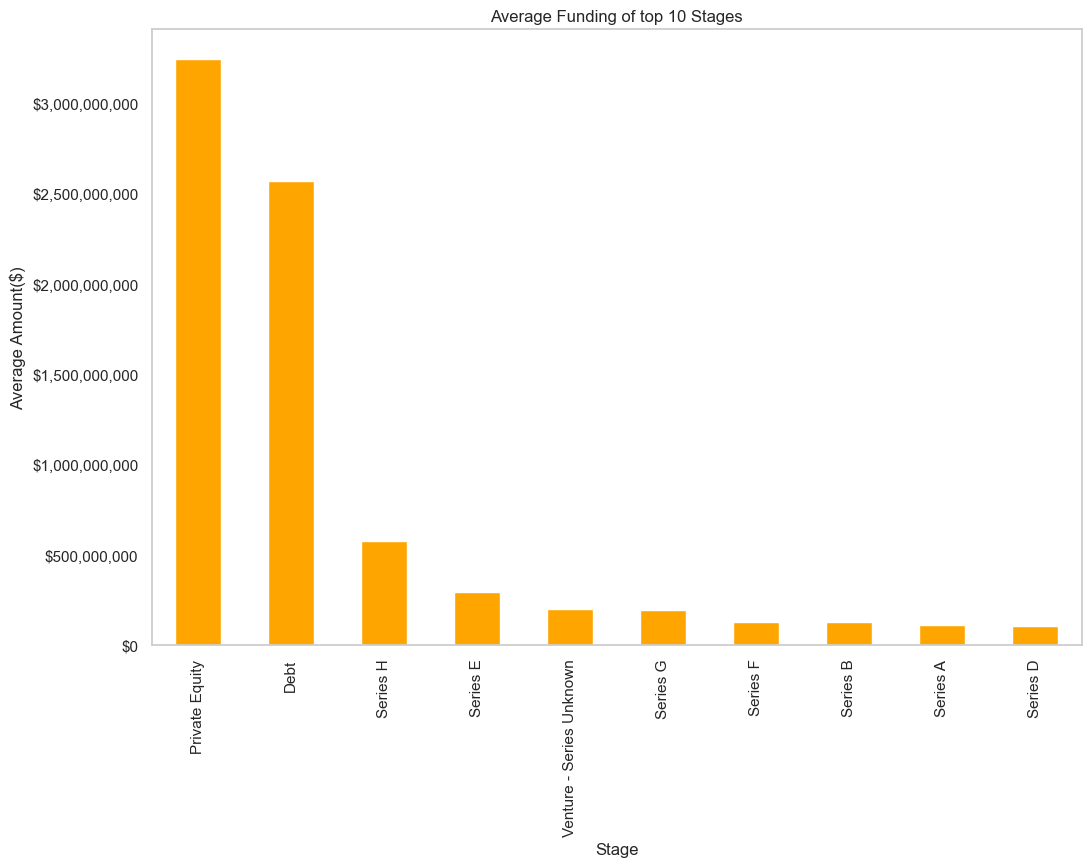 Average Funding of top 10 Stages
Average Amount($)
$3,000,000,000
$2,500,000,000
$2,000,000,000
$1,500,000,000
$1,000,000,000
$500,000,000
$0
Private Equity
Debt
Series H
Series E
Venture - Series Unknown
Series G
Series F
Series B
Series A
Series D
Stage